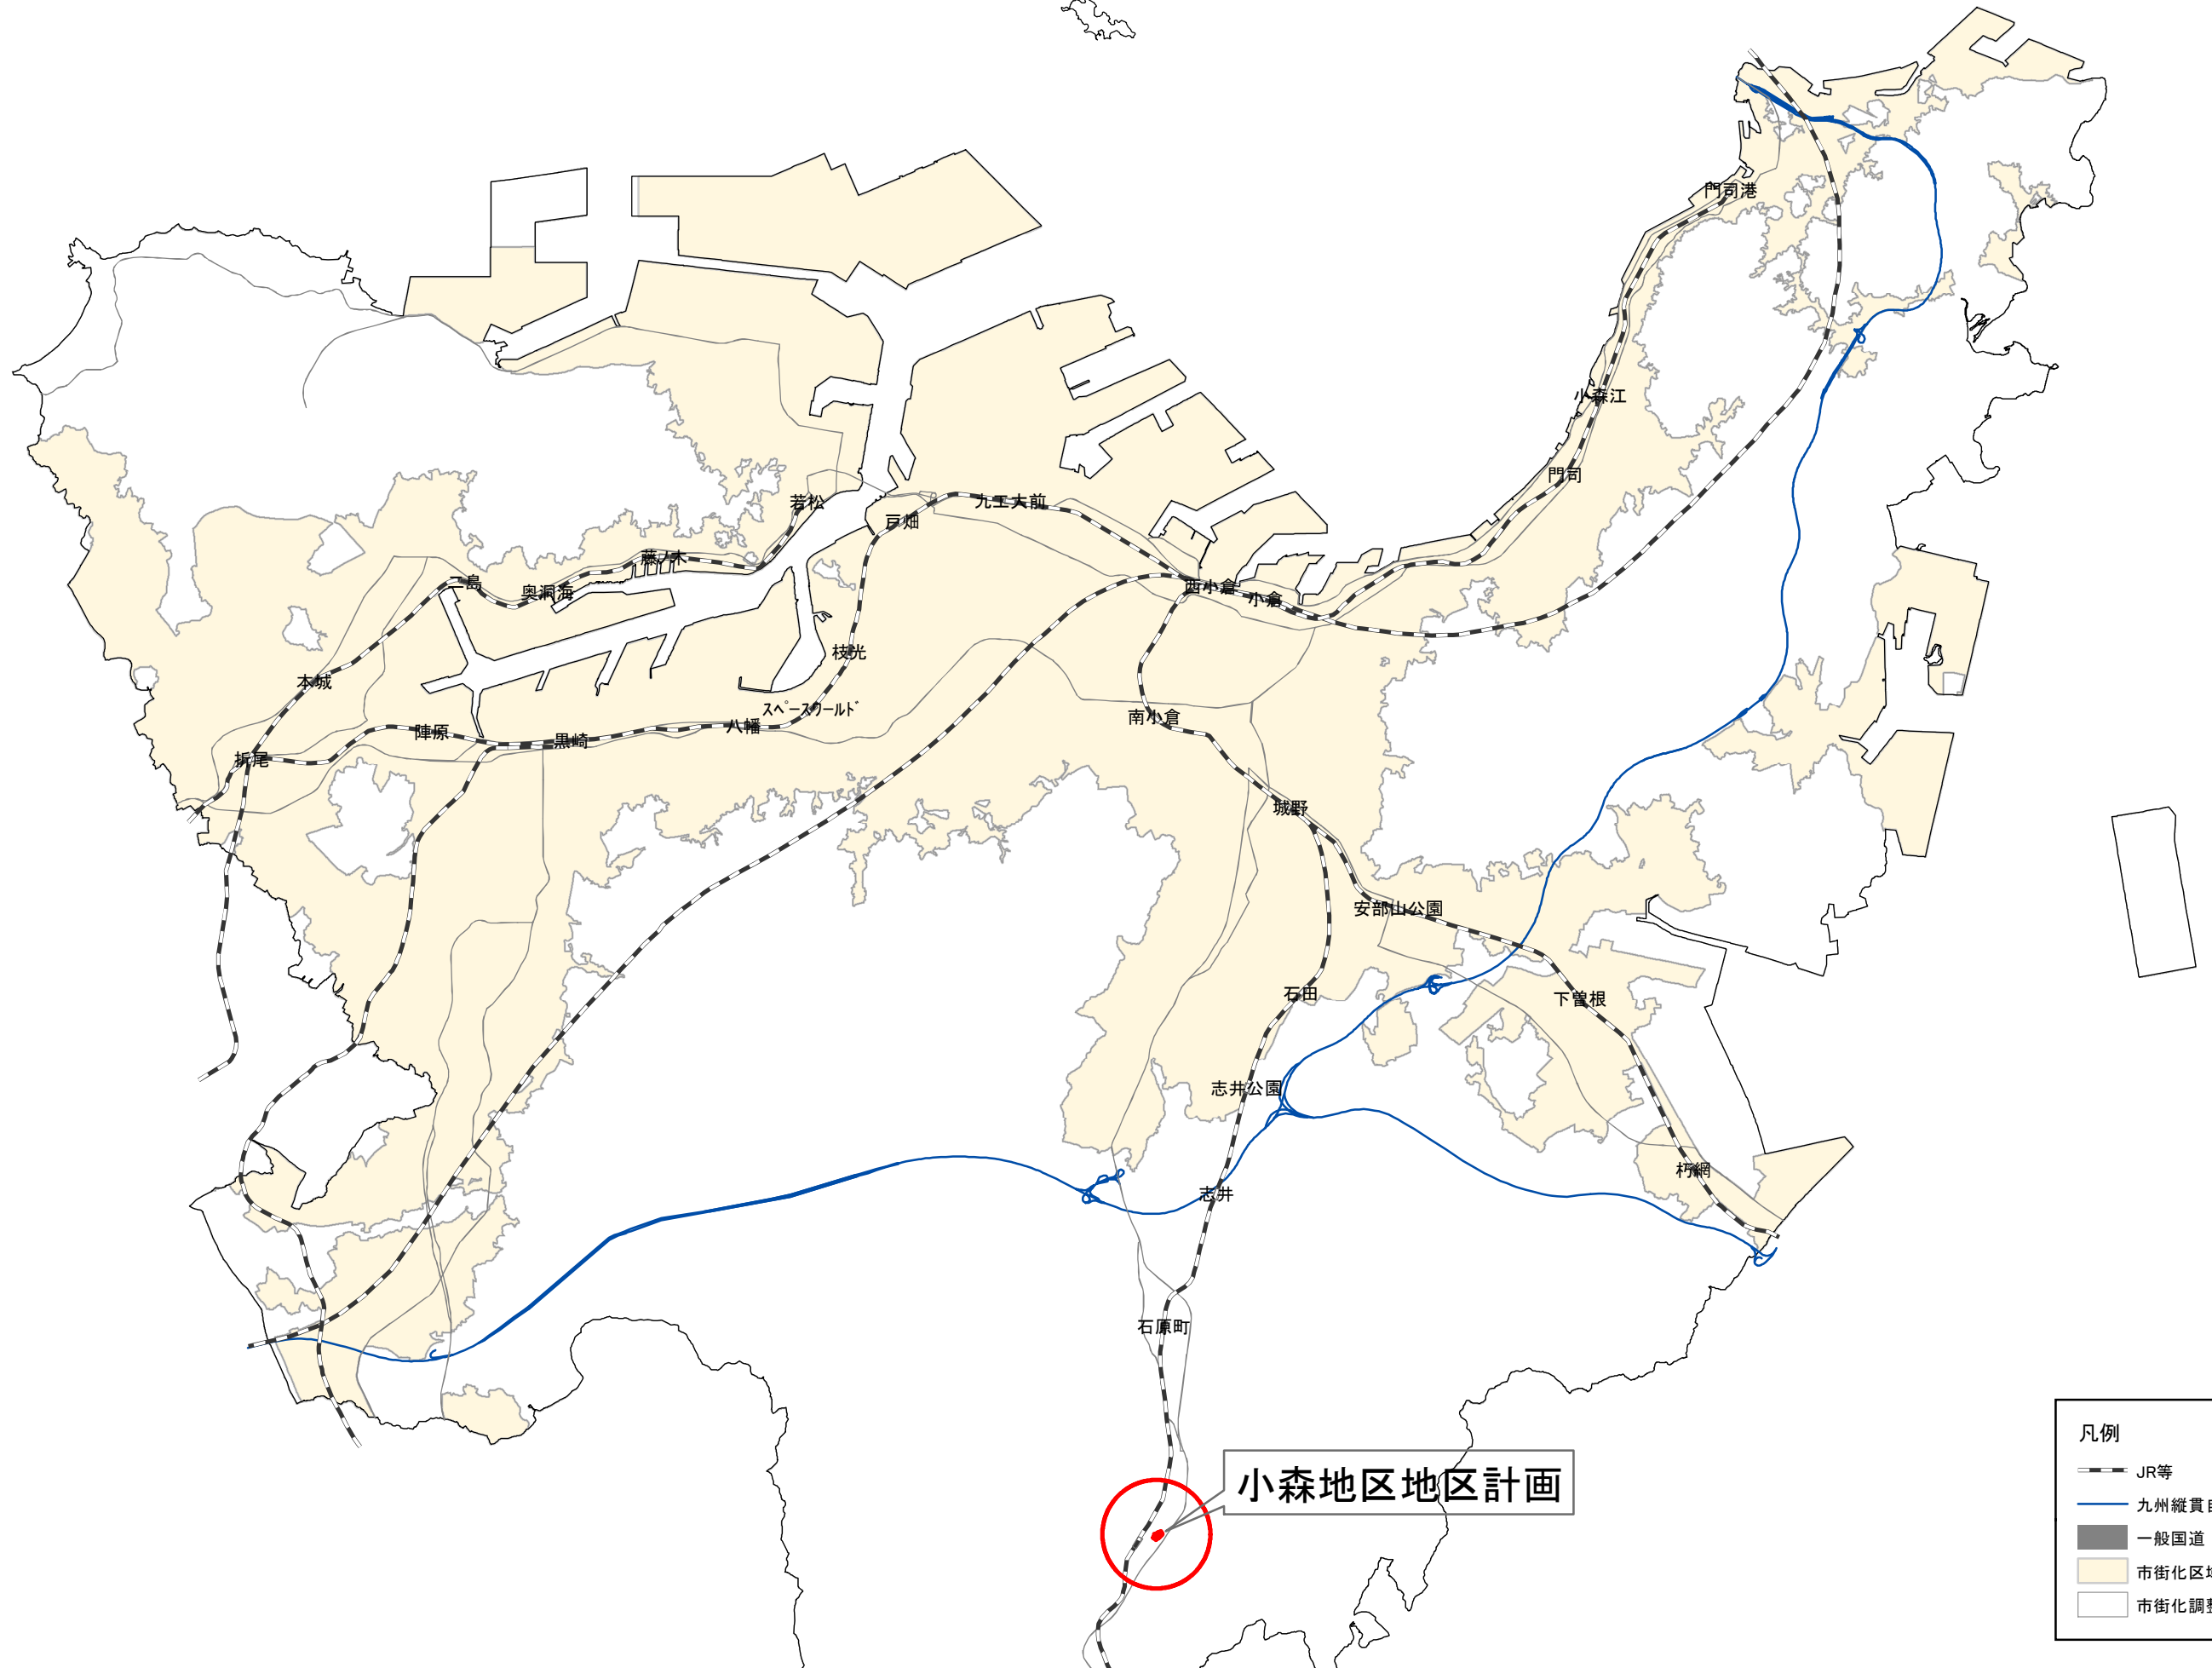 門司港
小森江
門司
若松
九工大前
戸畑
藤ノ木
二島
奥洞海
西小倉
小倉
枝光
本城
スペースワールド
南小倉
八幡
陣原
黒崎
折尾
城野
安部山公園
石田
下曽根
志井公園
朽網
志井
石原町
小森地区地区計画
凡例
JR等
九州縦貫
一般国道
市街化区
市街化調